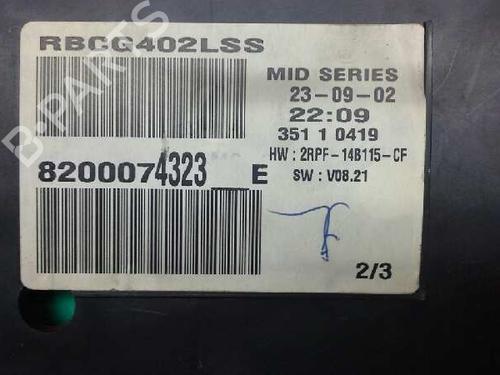 RBCG402LSS
MID SERIES
23-09-02
22:09
351 1 0419
HW : 2RPF-14B115-CF
SW : V08.21
8200074323__E
2/3
B-PARTS